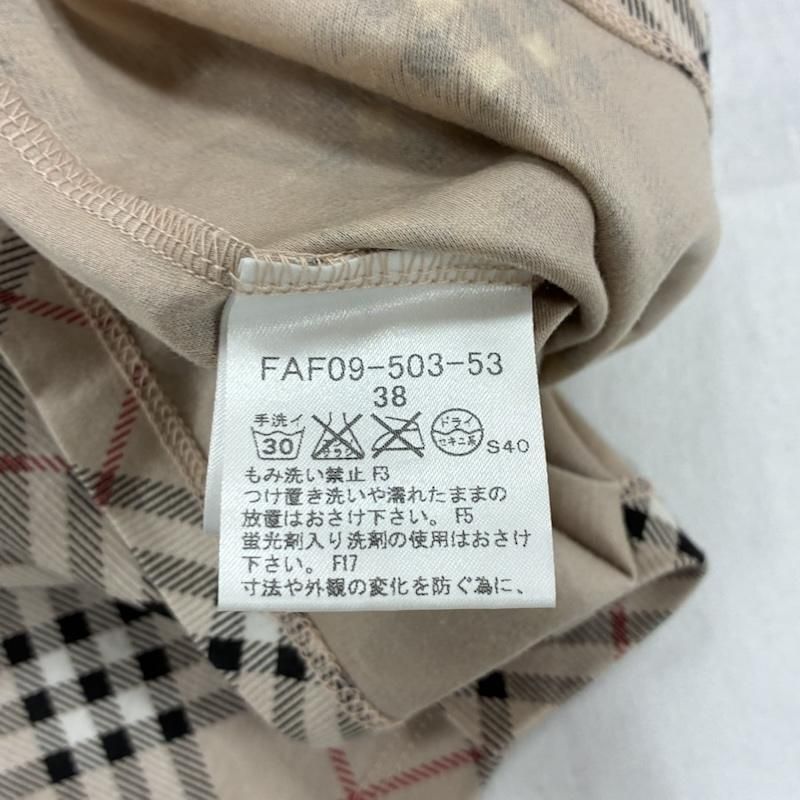 FAF09-503-53
38
手洗イ 30 ドライ セキユ系 S40
もみ洗い禁止 F3
つけ置き洗いや濡れたままの
放置はおさけ下さい。 F5
蛍光剤入り洗剤の使用はおさけ
下さい。 F17
寸法や外観の変化を防ぐ為に、